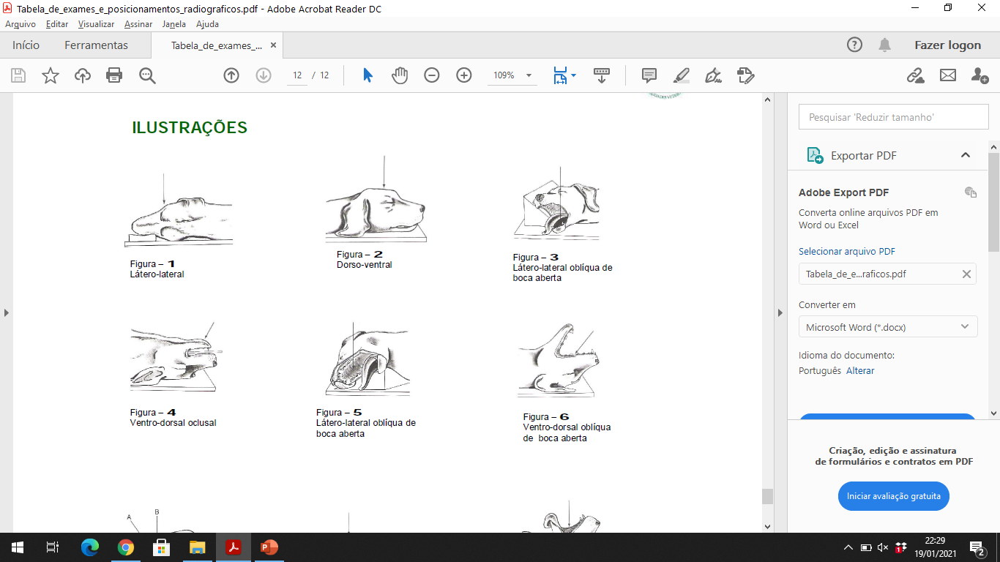 Tabela_de_exames_e_posicionamentos_radiograficos.pdf - Adobe Acrobat Reader DC
Arquivo Editar Visualizar Assinar Janela Ajuda
Início Ferramentas Tabela_de_exames_... × Fazer logon
12 / 12 109%
ILUSTRAÇÕES
Figura – 1
Látero-lateral
Figura – 2
Dorso-ventral
Figura – 3
Látero-lateral oblíqua de
boca aberta
Figura – 4
Ventro-dorsal oclusal
Figura – 5
Látero-lateral oblíqua de
boca aberta
Figura – 6
Ventro-dorsal oblíqua
de boca aberta
A B
Pesquisar 'Reduzir tamanho'
Exportar PDF
Adobe Export PDF
Converta online arquivos PDF em
Word ou Excel
Selecionar arquivo PDF
Tabela_de_e...raficos.pdf
Converter em
Microsoft Word (*.docx)
Idioma do documento:
Português Alterar
Criação, edição e assinatura
de formulários e contratos em PDF
Iniciar avaliação gratuita
22:29
19/01/2021
1
2